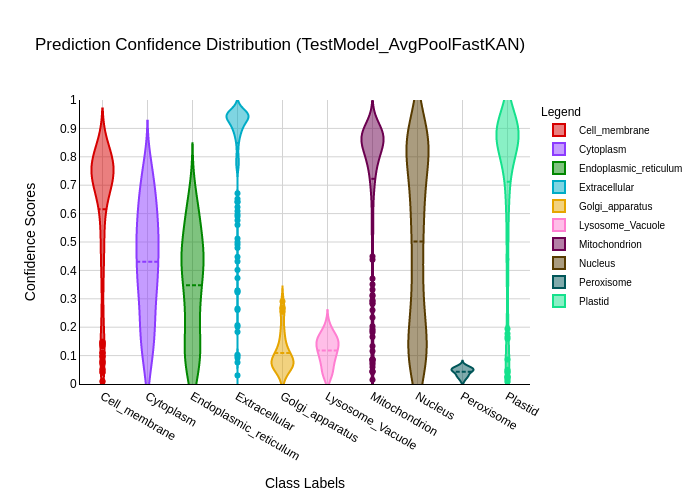 Prediction Confidence Distribution (TestModel_AvgPoolFastKAN)
Legend
Cell_membrane
Cytoplasm
Endoplasmic_reticulum
Extracellular
Golgi_apparatus
Lysosome_Vacuole
Mitochondrion
Nucleus
Peroxisome
Plastid
Confidence Scores
1
0.9
0.8
0.7
0.6
0.5
0.4
0.3
0.2
0.1
0
Cell_membrane
Cytoplasm
Endoplasmic_reticulum
Extracellular
Golgi_apparatus
Lysosome_Vacuole
Mitochondrion
Nucleus
Peroxisome
Plastid
Class Labels